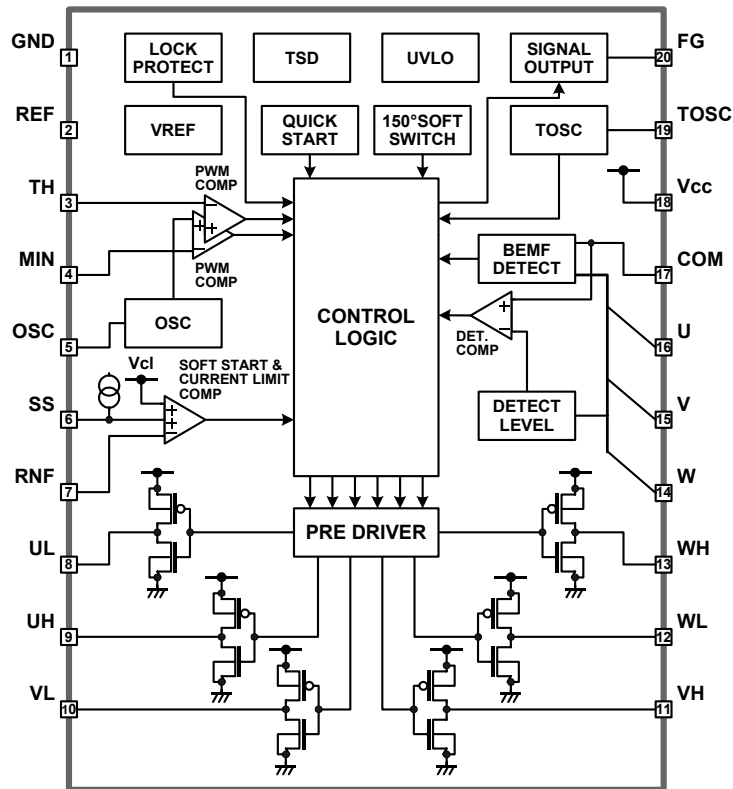 GND
1
LOCK
PROTECT
TSD
UVLO
SIGNAL
OUTPUT
FG
20
REF
2
VREF
QUICK
START
150°SOFT
SWITCH
TOSC
TOSC
19
TH
3
PWM
COMP
Vcc
18
MIN
4
PWM
COMP
BEMF
DETECT
COM
17
OSC
5
OSC
CONTROL
LOGIC
DET.
COMP
U
16
Vcl
SOFT START &
CURRENT LIMIT
COMP
SS
6
DETECT
LEVEL
V
15
RNF
7
W
14
UL
8
PRE DRIVER
WH
13
UH
9
WL
12
VL
10
VH
11